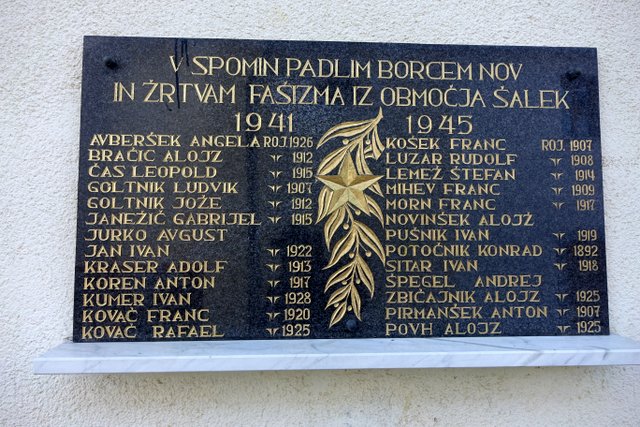 V SPOMIN PADLIM BORCEM NOV
IN ŽRTVAM FAŠIZMA IZ OBMOČJA ŠALEK
1941 1945
AVBERŠEK ANGELA ROJ. 1926
BRAČIČ ALOJZ 1912
ČAS LEOPOLD 1915
GOLTNIK LUDVIK 1907
GOLTNIK JOŽE 1912
JANEŽIČ GABRIJEL 1915
JURKO AVGUST
JAN IVAN 1922
KRASER ADOLF 1913
KOREN ANTON 1917
KUMER IVAN 1928
KOVAČ FRANC 1920
KOVAČ RAFAEL 1925
KOŠEK FRANC ROJ. 1907
LUZAR RUDOLF 1908
LEMEŽ ŠTEFAN 1914
MIHEV FRANC 1909
MORN FRANC 1917
NOVINŠEK ALOJZ
PUŠNIK IVAN 1919
POTOČNIK KONRAD 1892
SITAR IVAN 1918
ŠPEGEL ANDREJ
ZBIČAJNIK ALOJZ 1925
PIRMANŠEK ANTON 1907
POVH ALOJZ 1925